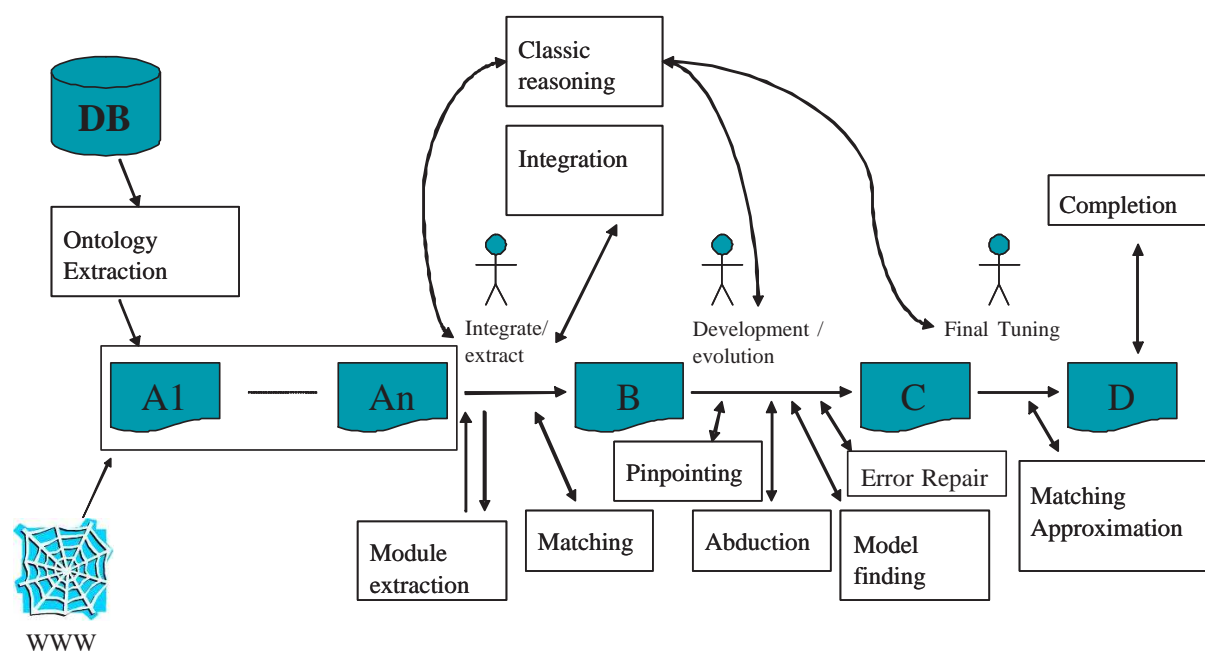 Classic
reasoning
DB
Integration
Completion
Ontology
Extraction
Integrate/
extract
Development /
evolution
Final Tuning
A1
An
B
C
D
Pinpointing
Error Repair
Module
extraction
Matching
Abduction
Model
finding
Matching
Approximation
WWW